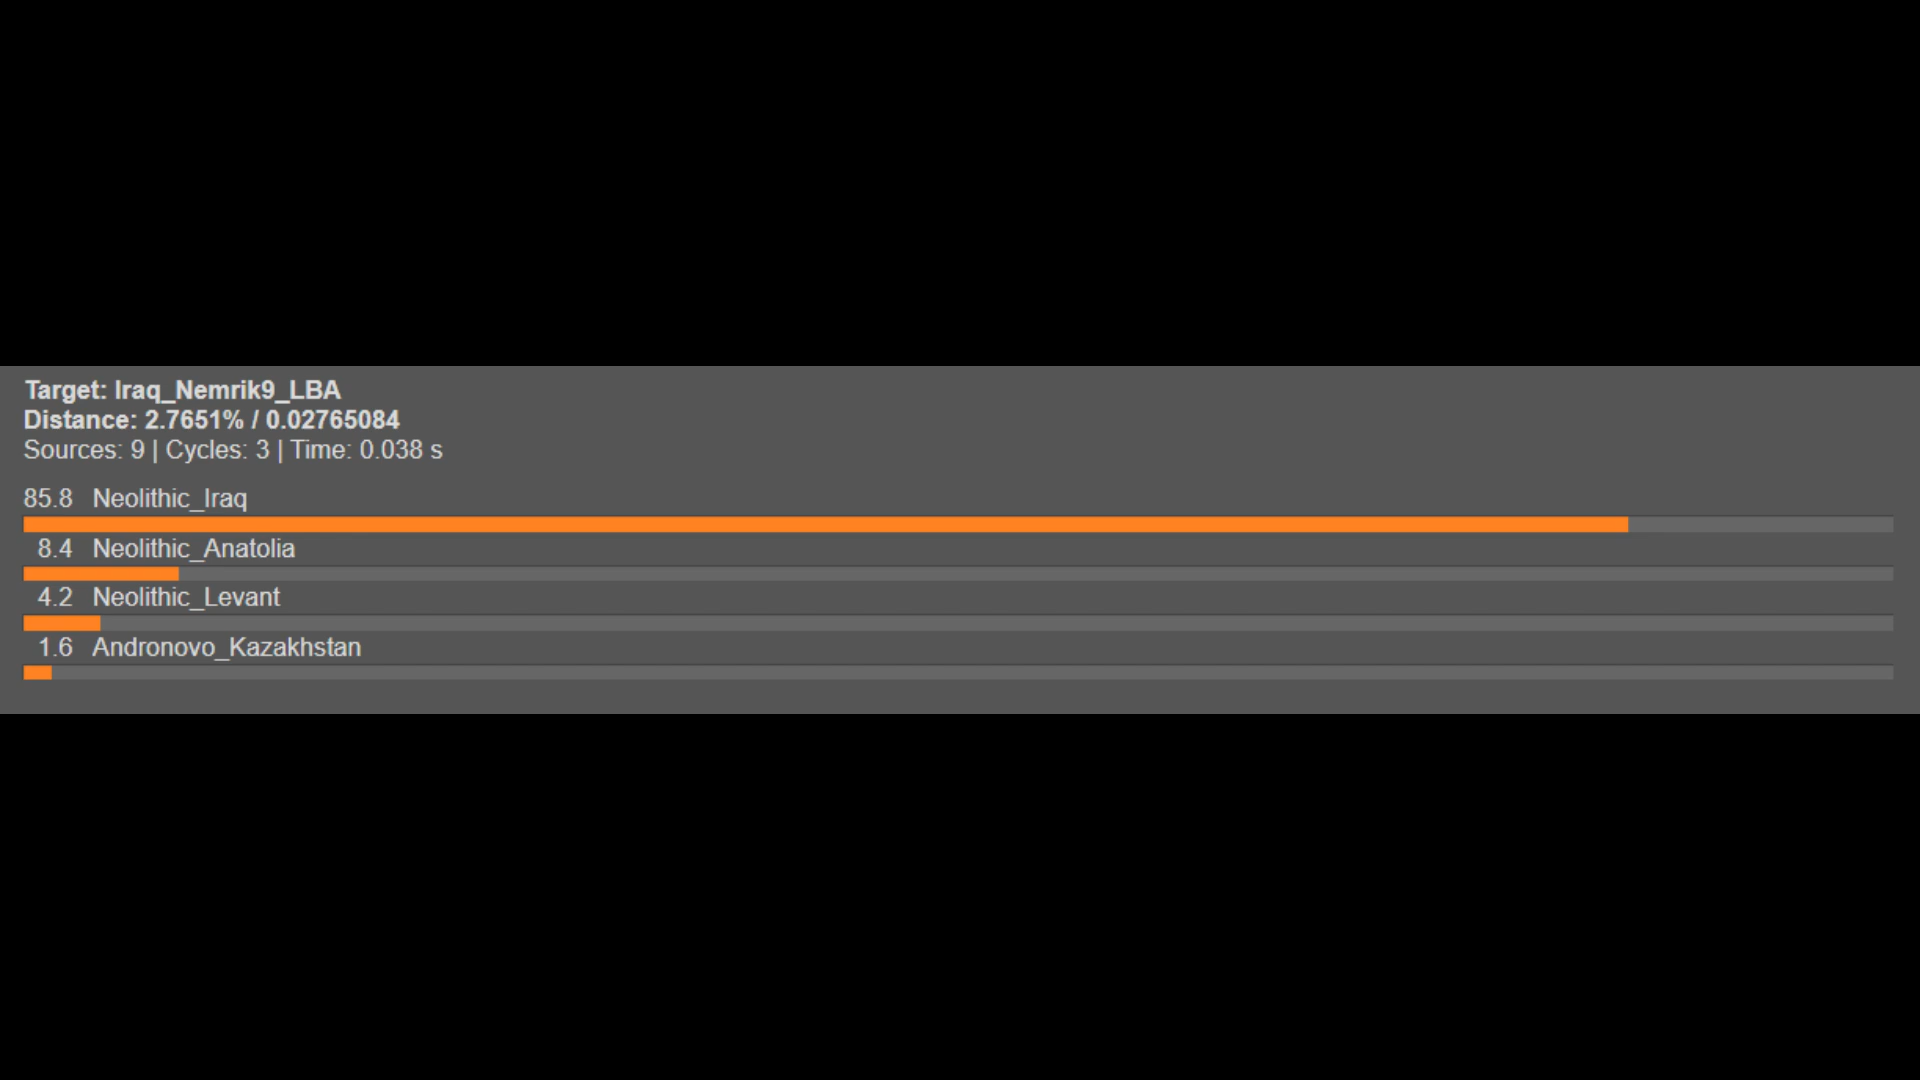 Target: Iraq_Nemrik9_LBA
Distance: 2.7651% / 0.02765084
Sources: 9 | Cycles: 3 | Time: 0.038 s
85.8 Neolithic_Iraq
8.4 Neolithic_Anatolia
4.2 Neolithic_Levant
1.6 Andronovo_Kazakhstan